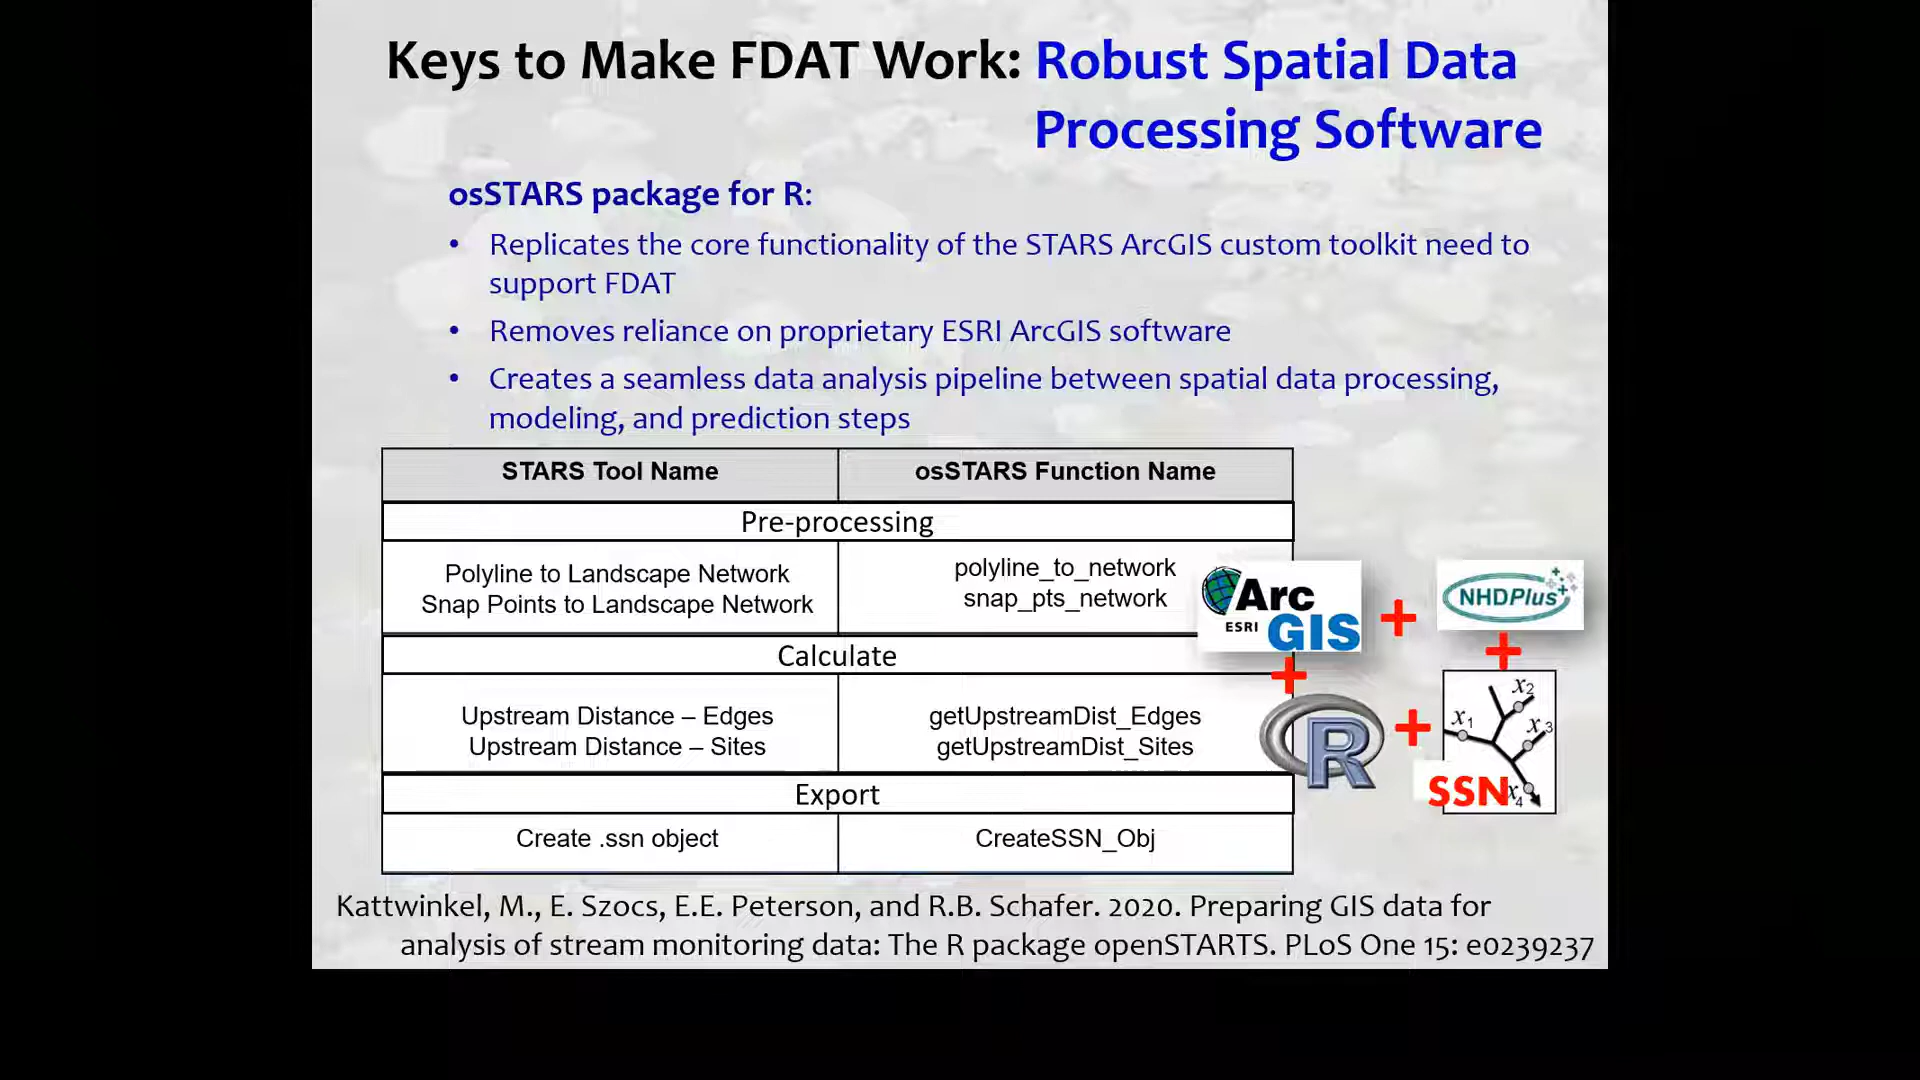 Keys to Make FDAT Work: Robust Spatial Data
Processing Software
osSTARS package for R:
• Replicates the core functionality of the STARS ArcGIS custom toolkit need to
support FDAT
• Removes reliance on proprietary ESRI ArcGIS software
• Creates a seamless data analysis pipeline between spatial data processing,
modeling, and prediction steps
STARS Tool Name osSTARS Function Name
Pre-processing
Polyline to Landscape Network polyline_to_network
Snap Points to Landscape Network snap_pts_network
Calculate
Upstream Distance – Edges getUpstreamDist_Edges
Upstream Distance – Sites getUpstreamDist_Sites
Export
Create .ssn object CreateSSN_Obj
Arc
ESRI GIS
+
NHDPlus
+
+
R
+
x2
x1
x3
SSN
x4
Kattwinkel, M., E. Szocs, E.E. Peterson, and R.B. Schafer. 2020. Preparing GIS data for
analysis of stream monitoring data: The R package openSTARTS. PLoS One 15: e0239237